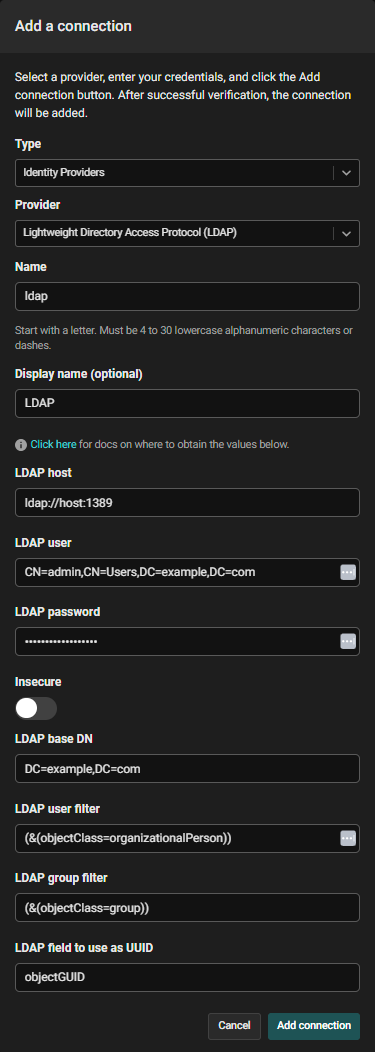 Add a connection
Select a provider, enter your credentials, and click the Add
connection button. After successful verification, the connection
will be added.
Type
Identity Providers
Provider
Lightweight Directory Access Protocol (LDAP)
Name
ldap
Start with a letter. Must be 4 to 30 lowercase alphanumeric characters or
dashes.
Display name (optional)
LDAP
Click here for docs on where to obtain the values below.
LDAP host
ldap://host:1389
LDAP user
CN=admin,CN=Users,DC=example,DC=com
LDAP password
••••••••••••••••••
Insecure
LDAP base DN
DC=example,DC=com
LDAP user filter
(&(objectClass=organizationalPerson))
LDAP group filter
(&(objectClass=group))
LDAP field to use as UUID
objectGUID
Cancel Add connection